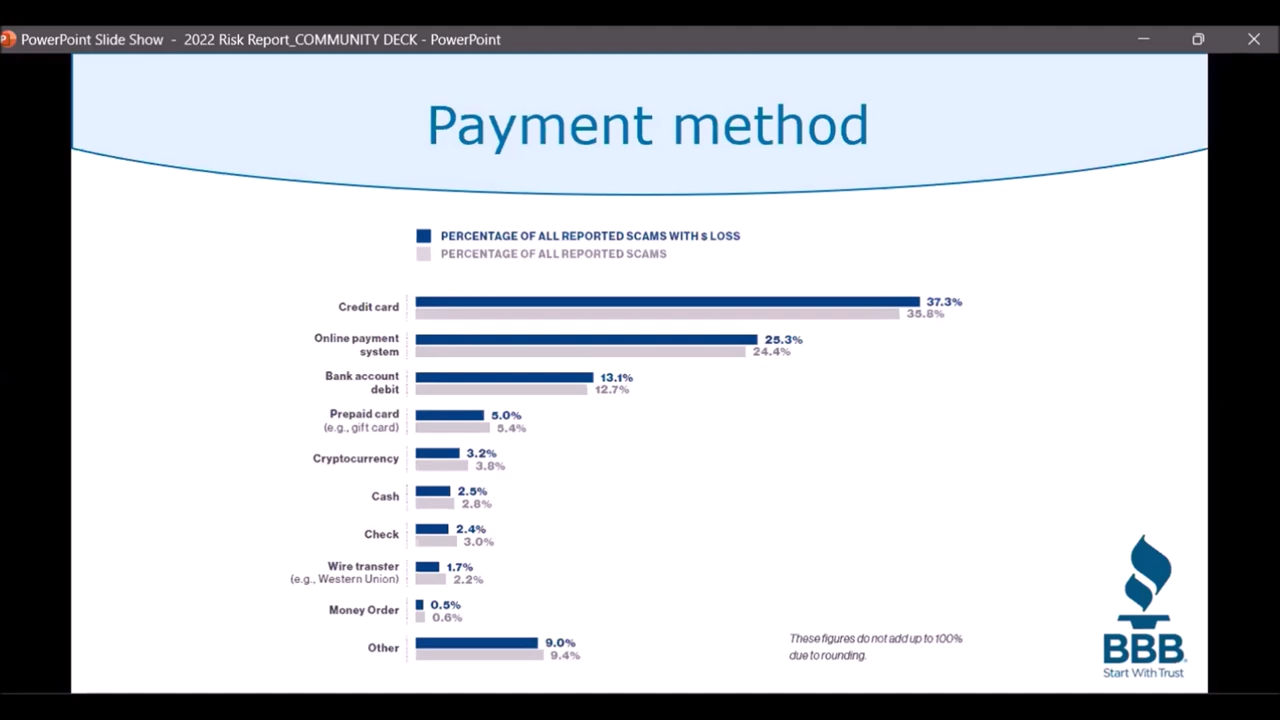 PowerPoint Slide Show - 2022 Risk Report_COMMUNITY DECK - PowerPoint
Payment method
PERCENTAGE OF ALL REPORTED SCAMS WITH $ LOSS
PERCENTAGE OF ALL REPORTED SCAMS
Credit card
37.3%
35.8%
Online payment
system
25.3%
24.4%
Bank account
debit
13.1%
12.7%
Prepaid card
(e.g., gift card)
5.0%
5.4%
Cryptocurrency
3.2%
3.8%
Cash
2.5%
2.8%
Check
2.4%
3.0%
Wire transfer
(e.g., Western Union)
1.7%
2.2%
Money Order
0.5%
0.6%
Other
9.0%
9.4%
These figures do not add up to 100%
due to rounding.
BBB
Start With Trust